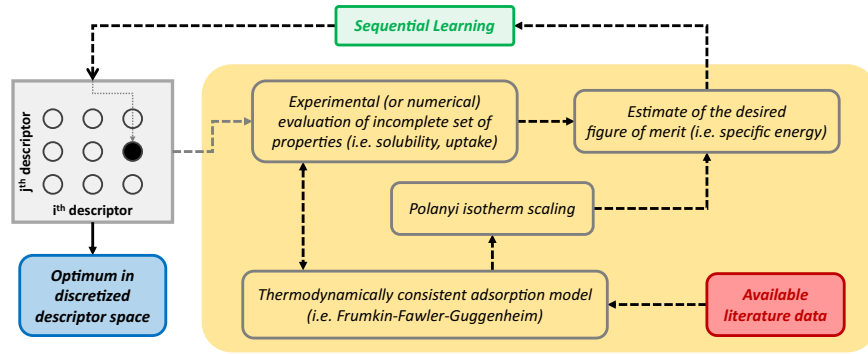 Sequential Learning
Experimental (or numerical)
evaluation of incomplete set of
properties (i.e. solubility, uptake)
Estimate of the desired
figure of merit (i.e. specific energy)
jth descriptor
ith descriptor
Polanyi isotherm scaling
Optimum in
discretized
descriptor space
Thermodynamically consistent adsorption model
(i.e. Frumkin-Fawler-Guggenheim)
Available
literature data